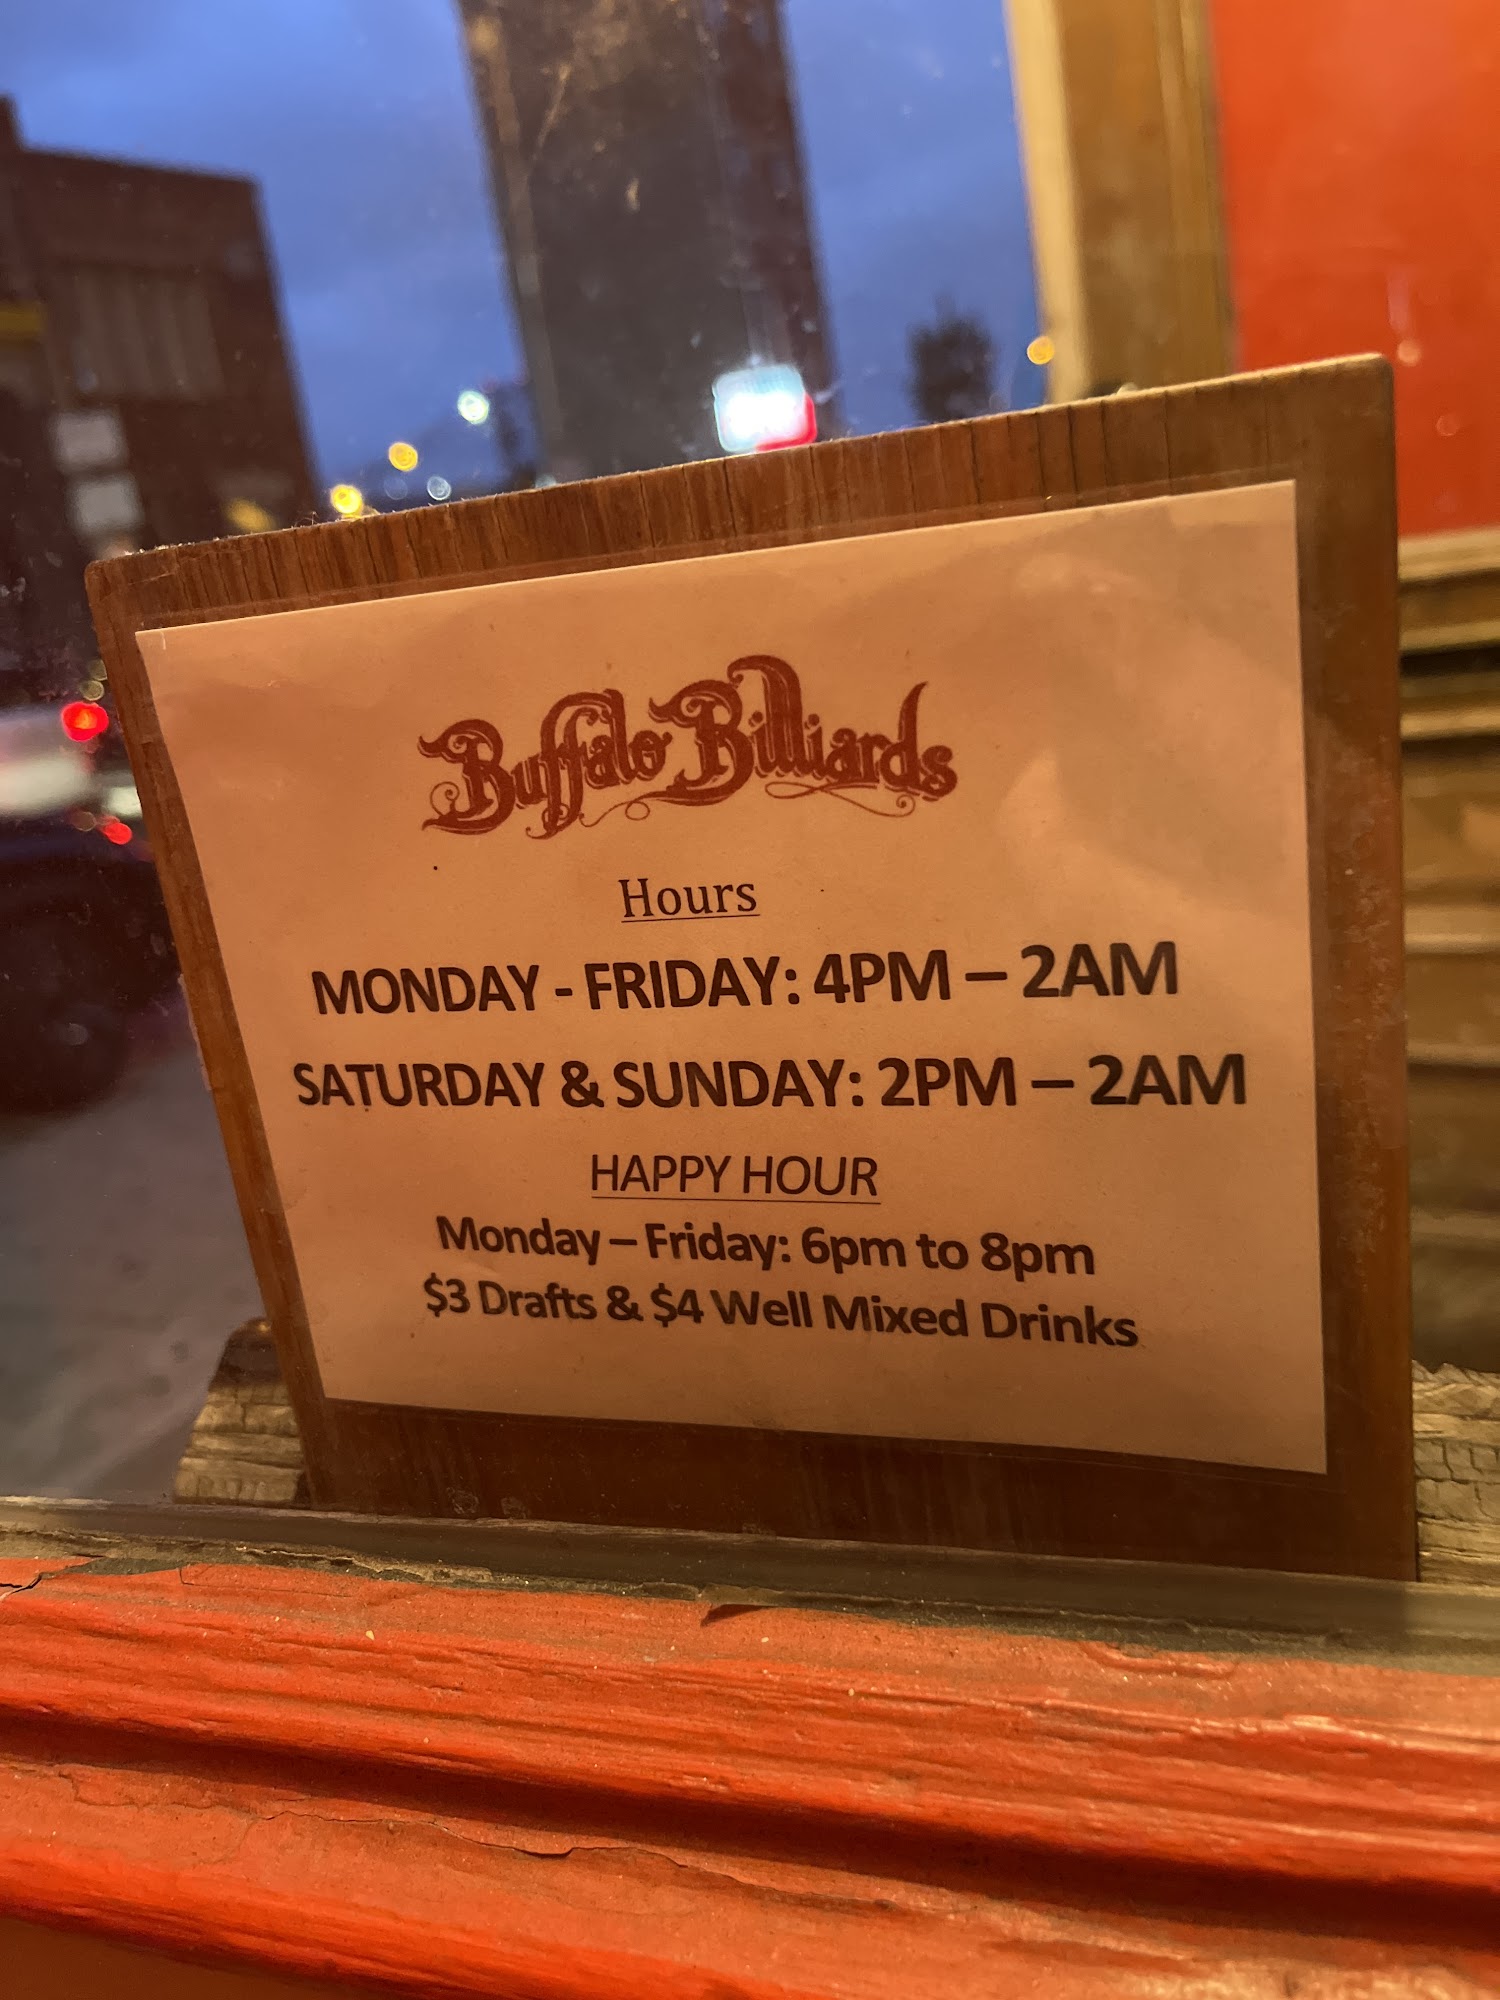 Buffalo Billiards
Hours
MONDAY - FRIDAY: 4PM – 2AM
SATURDAY & SUNDAY: 2PM – 2AM
HAPPY HOUR
Monday – Friday: 6pm to 8pm
$3 Drafts & $4 Well Mixed Drinks